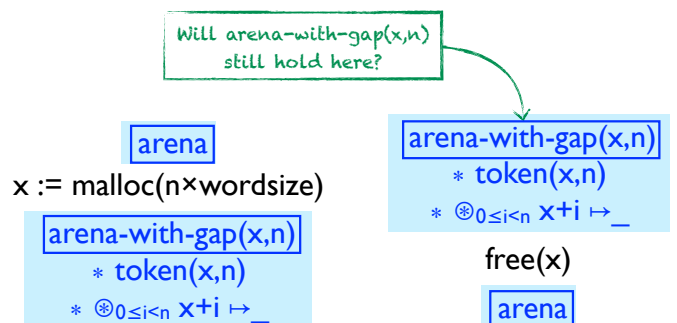 Will arena-with-gap(x,n)
still hold here?
arena
x := malloc(n×wordsize)
arena-with-gap(x,n)
* token(x,n)
* ⊛0≤i<n x+i ↦_
arena-with-gap(x,n)
* token(x,n)
* ⊛0≤i<n x+i ↦_
free(x)
arena